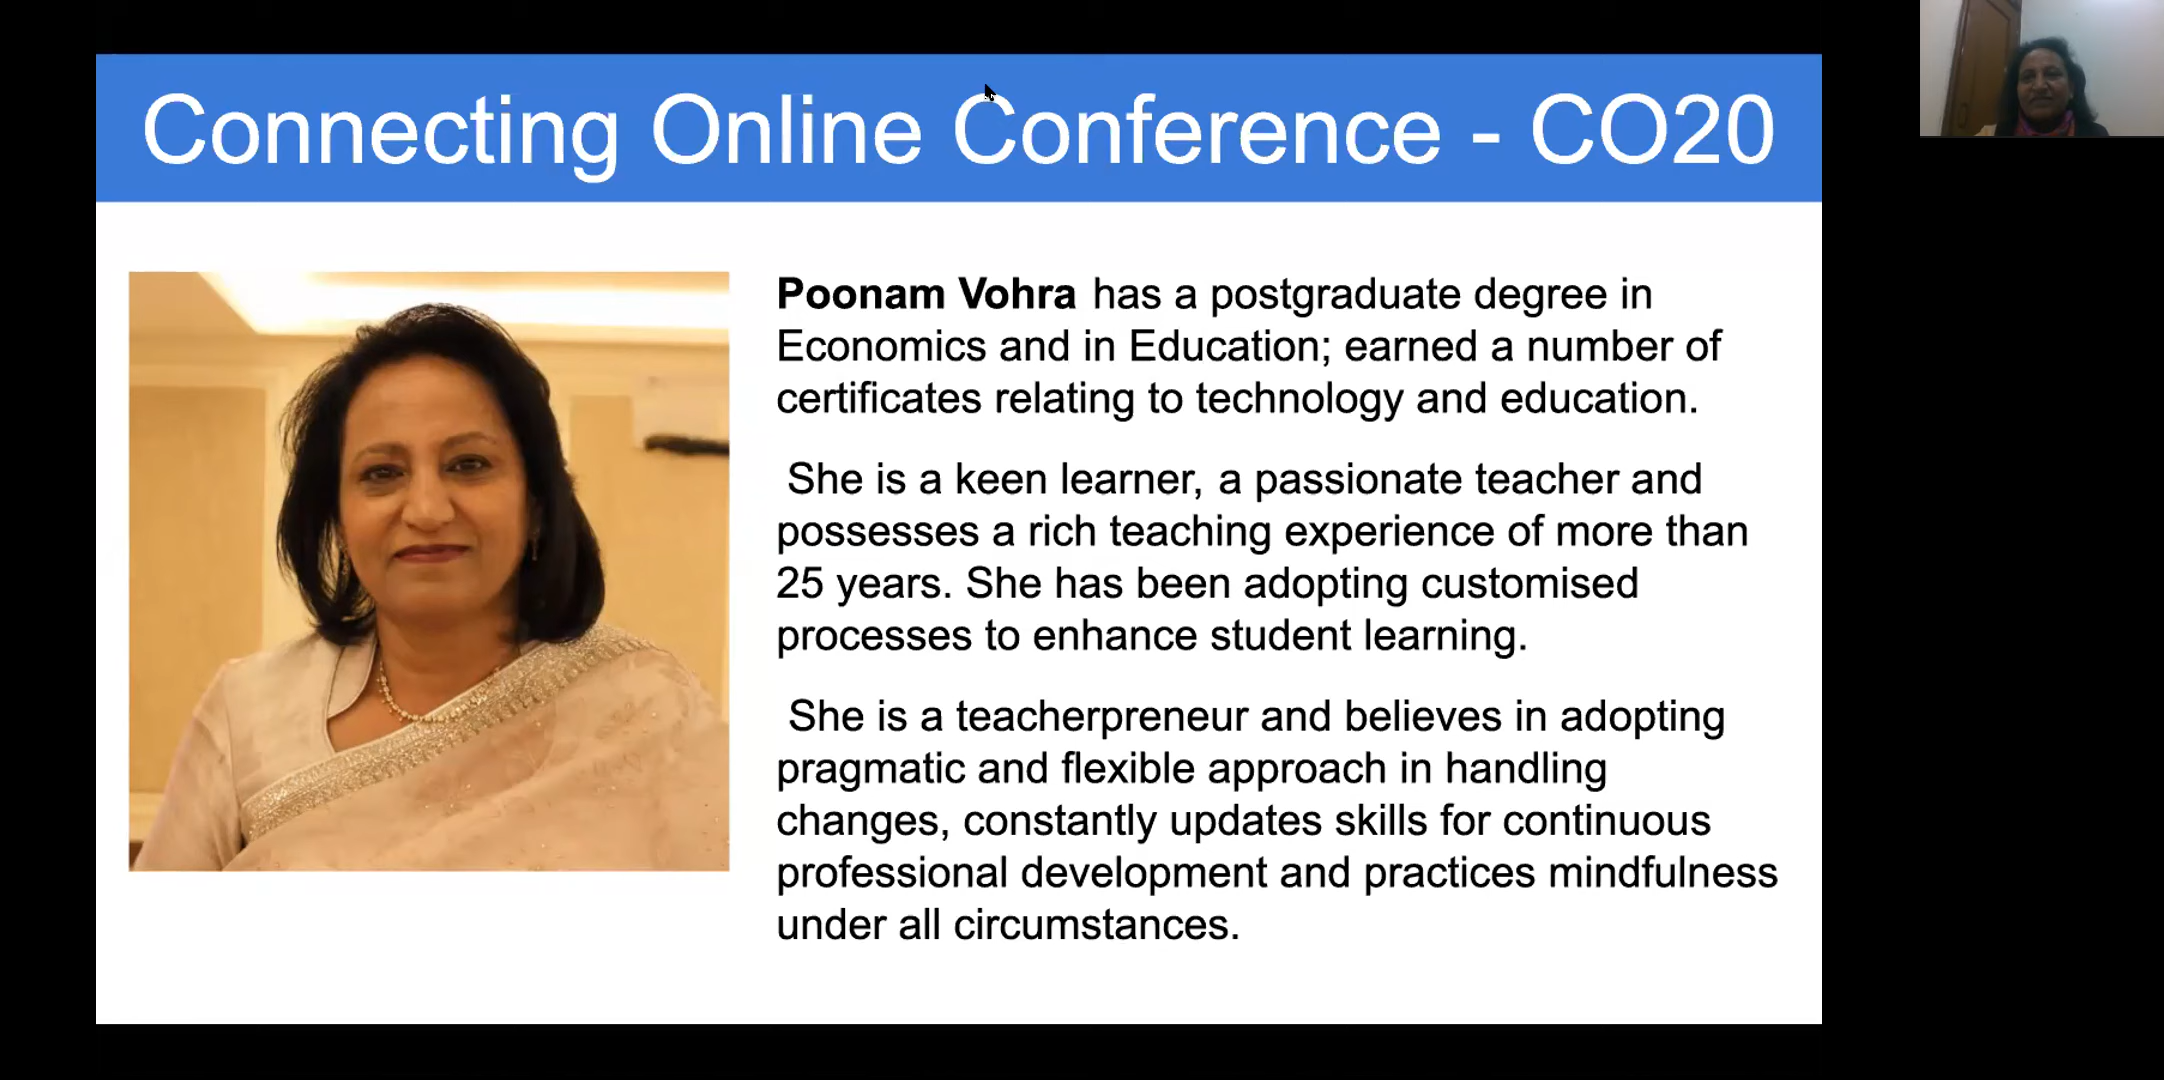 Connecting Online Conference - CO20
Poonam Vohra has a postgraduate degree in
Economics and in Education; earned a number of
certificates relating to technology and education.
She is a keen learner, a passionate teacher and
possesses a rich teaching experience of more than
25 years. She has been adopting customised
processes to enhance student learning.
She is a teacherpreneur and believes in adopting
pragmatic and flexible approach in handling
changes, constantly updates skills for continuous
professional development and practices mindfulness
under all circumstances.